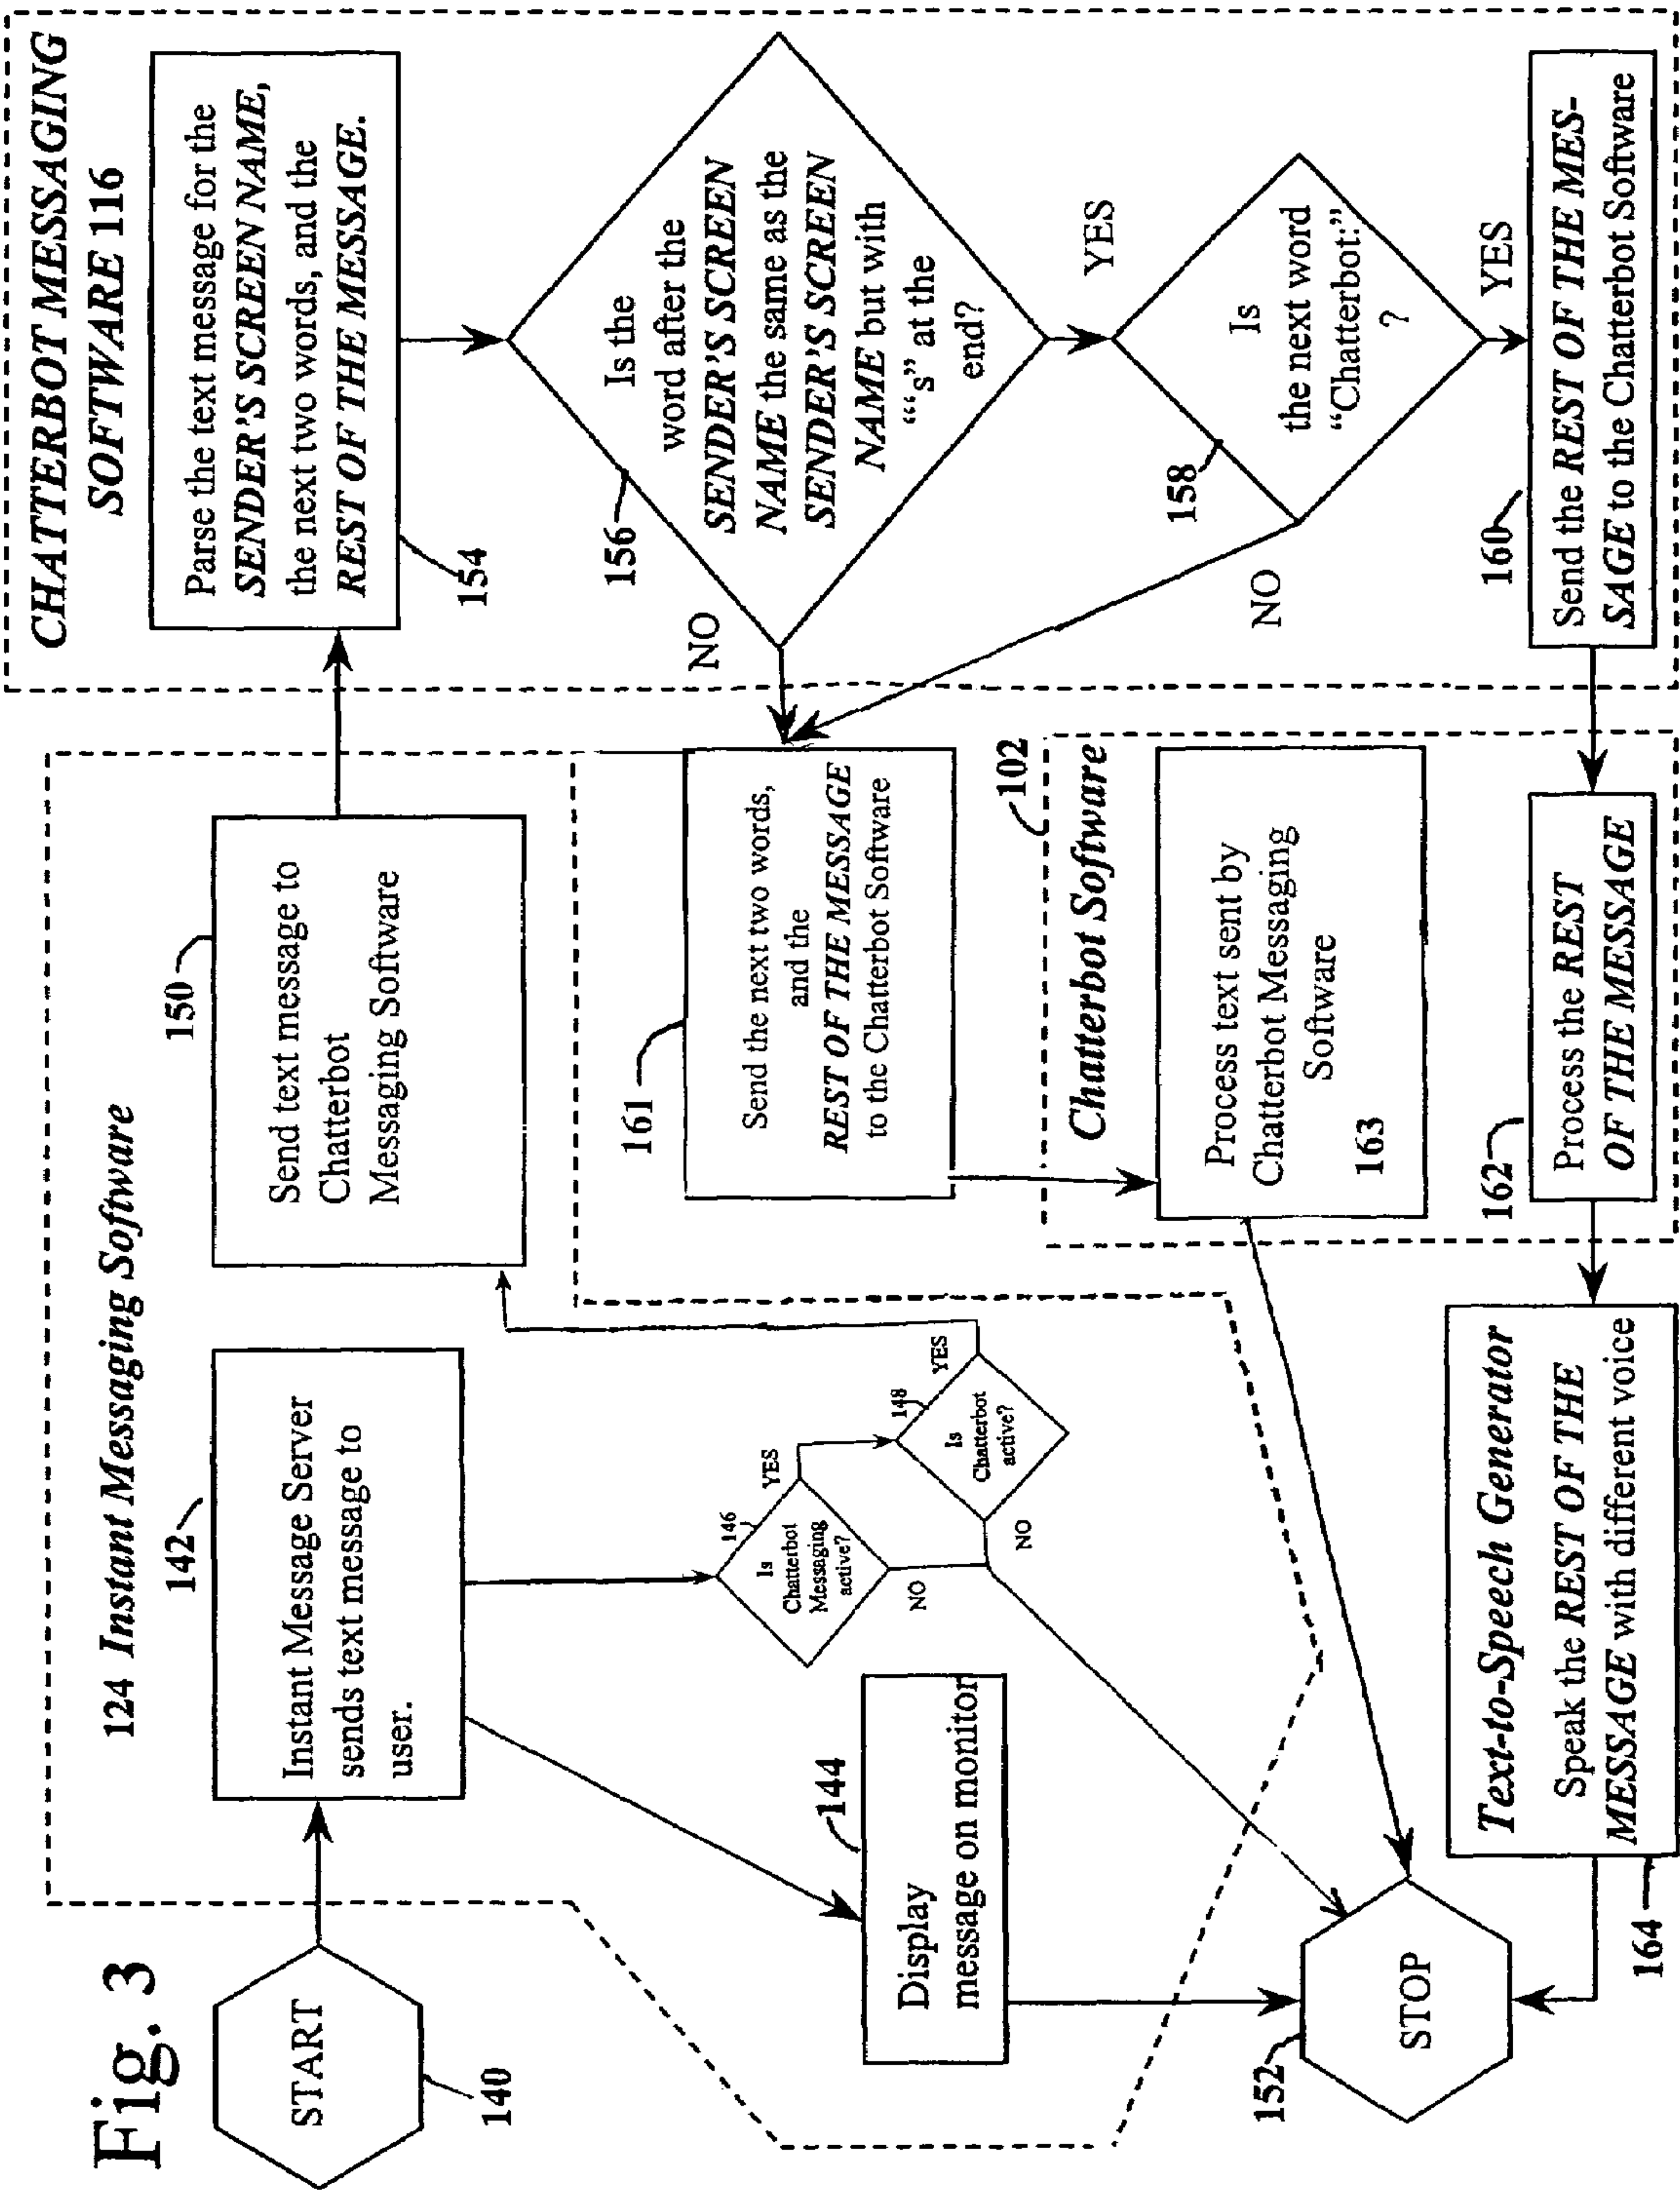 Fig. 3
START
140
124 Instant Messaging Software
142
Instant Message Server
sends text message to
user.
144
Display
message on monitor
146
Is
Chatterbot
Messaging
active?
YES
NO
148
Is
Chatterbot
active?
YES
NO
150
Send text message to
Chatterbot
Messaging Software
152
STOP
CHATTERBOT MESSAGING
SOFTWARE 116
Parse the text message for the
SENDER'S SCREEN NAME,
the next two words, and the
REST OF THE MESSAGE.
154
156
Is the
word after the
SENDER'S SCREEN
NAME the same as the
SENDER'S SCREEN
NAME but with
“‘s” at the
end?
NO
YES
158
Is
the next word
“Chatterbot:”
?
NO
YES
160
Send the REST OF THE MES-
SAGE to the Chatterbot Software
161
Send the next two words,
and the
REST OF THE MESSAGE
to the Chatterbot Software
102
Chatterbot Software
Process text sent by
Chatterbot Messaging
Software
163
162
Process the REST
OF THE MESSAGE
Text-to-Speech Generator
Speak the REST OF THE
MESSAGE with different voice
164